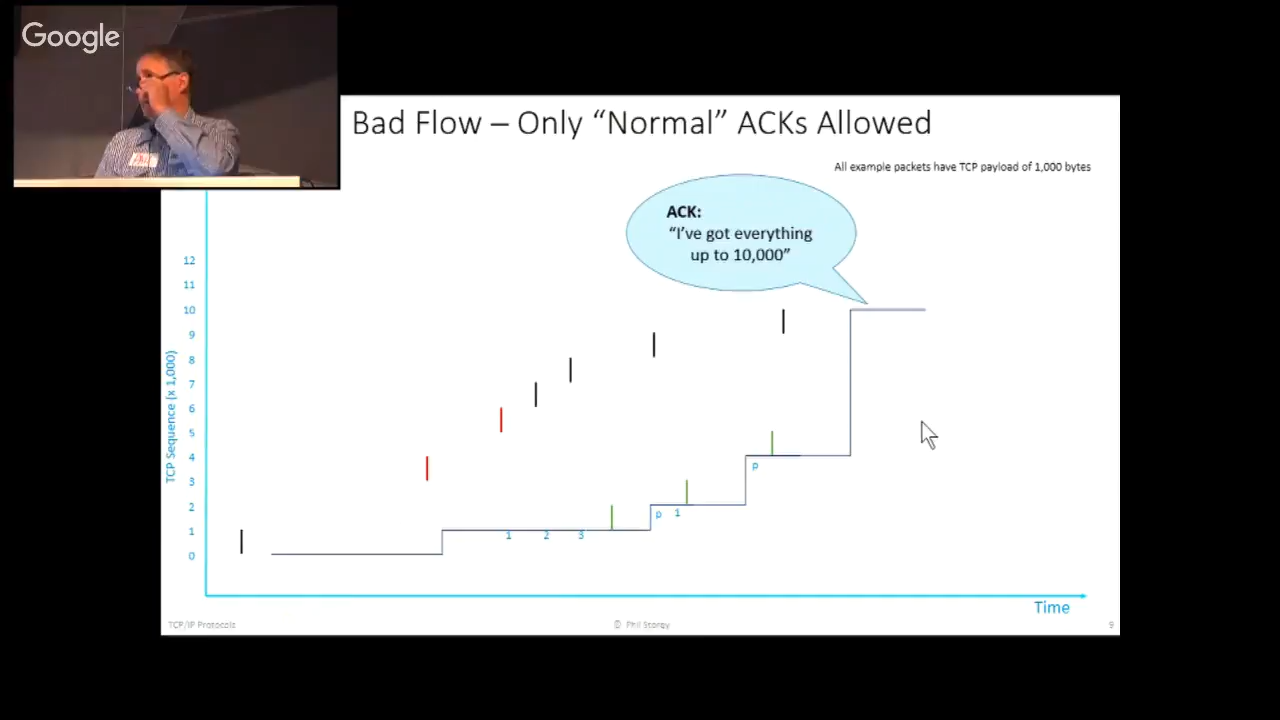 Google
Bad Flow – Only “Normal” ACKs Allowed
All example packets have TCP payload of 1,000 bytes
ACK:
“I’ve got everything
up to 10,000”
12
11
10
9
8
7
6
5
4
3
2
1
0
TCP Sequence (x 1,000)
p
p 1
1 2 3
Time
TCP/IP Protocols
© Phil Storey
9